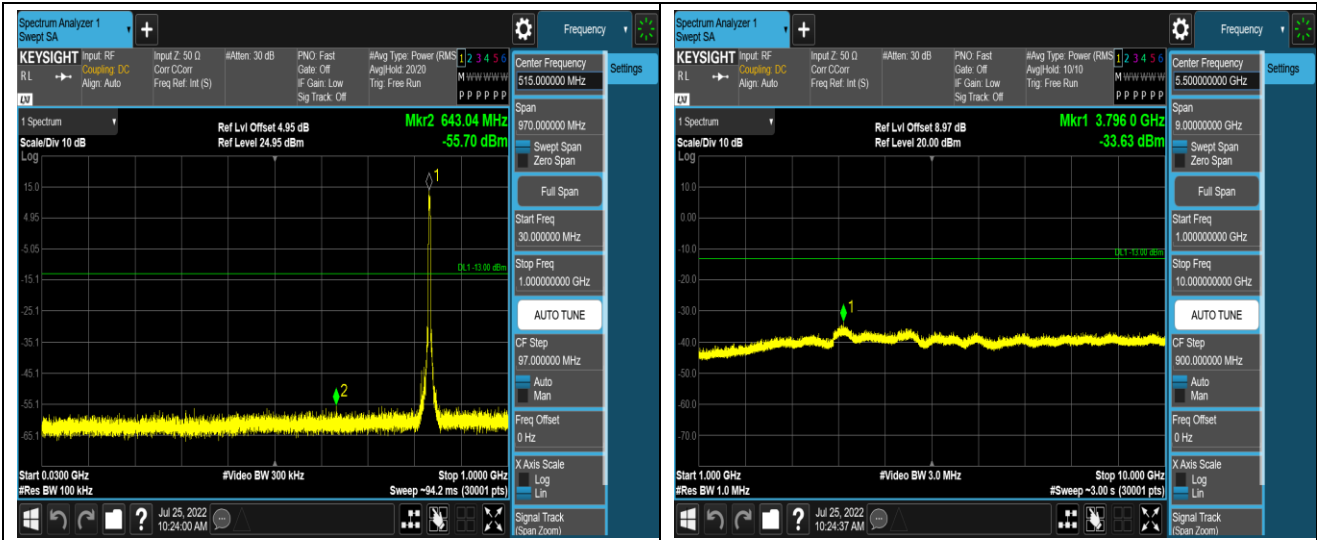 Spectrum Analyzer 1
Swept SA
+
Frequency
KEYSIGHT
RL
LXI
Input: RF
Coupling: DC
Align: Auto
Input Z: 50 Ω
Corr CCorr
Freq Ref: Int (S)
#Atten: 30 dB
PNO: Fast
Gate: Off
IF Gain: Low
Sig Track: Off
#Avg Type: Power (RMS
Avg|Hold: 20/20
Trig: Free Run
1 2 3 4 5 6
M W W W W W
P P P P P P
Center Frequency
515.000000 MHz
Settings
Span
970.000000 MHz
Swept Span
Zero Span
Full Span
Start Freq
30.000000 MHz
Stop Freq
1.000000000 GHz
AUTO TUNE
CF Step
97.000000 MHz
Auto
Man
Freq Offset
0 Hz
X Axis Scale
Log
Lin
Signal Track
(Span Zoom)
1 Spectrum
Scale/Div 10 dB
Log
Ref Lvl Offset 4.95 dB
Ref Level 24.95 dBm
Mkr2 643.04 MHz
-55.70 dBm
15.0
4.95
-5.05
-15.1
-25.1
-35.1
-45.1
-55.1
-65.1
1
DL1 -13.00 dBm
2
Start 0.0300 GHz
#Res BW 100 kHz
#Video BW 300 kHz
Stop 1.0000 GHz
Sweep ~94.2 ms (30001 pts)
?
Jul 25, 2022
10:24:00 AM
Spectrum Analyzer 1
Swept SA
+
Frequency
KEYSIGHT
RL
LXI
Input: RF
Coupling: DC
Align: Auto
Input Z: 50 Ω
Corr CCorr
Freq Ref: Int (S)
#Atten: 30 dB
PNO: Fast
Gate: Off
IF Gain: Low
Sig Track: Off
#Avg Type: Power (RMS
Avg|Hold: 10/10
Trig: Free Run
1 2 3 4 5 6
M W W W W W
P P P P P P
Center Frequency
5.500000000 GHz
Settings
Span
9.00000000 GHz
Swept Span
Zero Span
Full Span
Start Freq
1.000000000 GHz
Stop Freq
10.000000000 GHz
AUTO TUNE
CF Step
900.000000 MHz
Auto
Man
Freq Offset
0 Hz
X Axis Scale
Log
Lin
Signal Track
(Span Zoom)
1 Spectrum
Scale/Div 10 dB
Log
Ref Lvl Offset 8.97 dB
Ref Level 20.00 dBm
Mkr1 3.796 0 GHz
-33.63 dBm
10.0
0.00
-10.0
-20.0
-30.0
-40.0
-50.0
-60.0
-70.0
DL1 -13.00 dBm
1
Start 1.000 GHz
#Res BW 1.0 MHz
#Video BW 3.0 MHz
Stop 10.000 GHz
#Sweep ~3.00 s (30001 pts)
?
Jul 25, 2022
10:24:37 AM